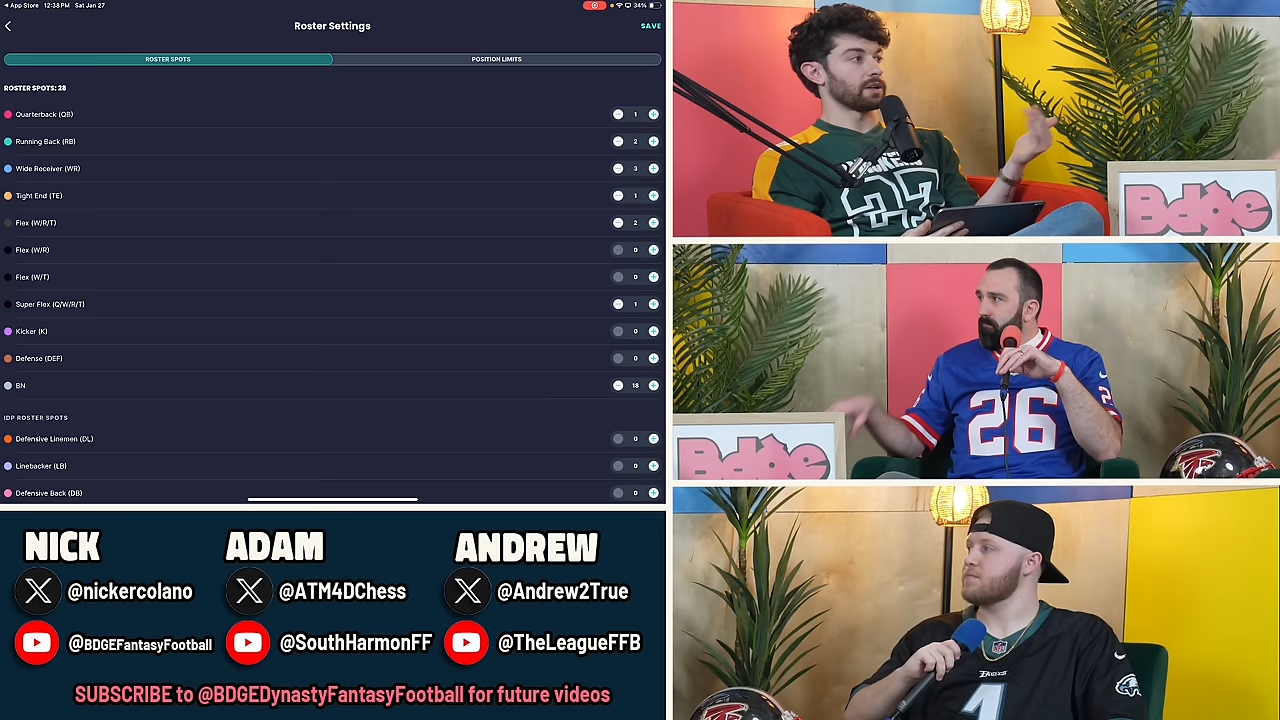 App Store 12:38PM Sat Jan 27
34%
Roster Settings
SAVE
ROSTER SPOTS
POSITION LIMITS
ROSTER SPOTS: 28
Quarterback (QB) 1
Running Back (RB) 2
Wide Receiver (WR) 3
Tight End (TE) 1
Flex (W/R/T) 2
Flex (W/R) 0
Flex (W/T) 0
Super Flex (Q/W/R/T) 1
Kicker (K) 0
Defense (DEF) 0
BN 18
IDP ROSTER SPOTS
Defensive Linemen (DL) 0
Linebacker (LB) 0
Defensive Back (DB) 0
NICK
@nickercolano
@BDGEFantasyFootball
ADAM
@ATM4DChess
@SouthHarmonFF
ANDREW
@Andrew2True
@TheLeagueFFB
SUBSCRIBE to @BDGEDynastyFantasyFootball for future videos
Bdge
26
Bdge
EAGLES
NFL